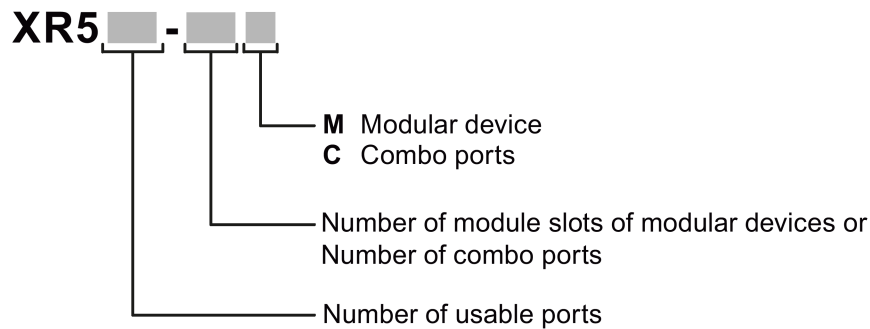 XR5 -
M Modular device
C Combo ports
Number of module slots of modular devices or
Number of combo ports
Number of usable ports